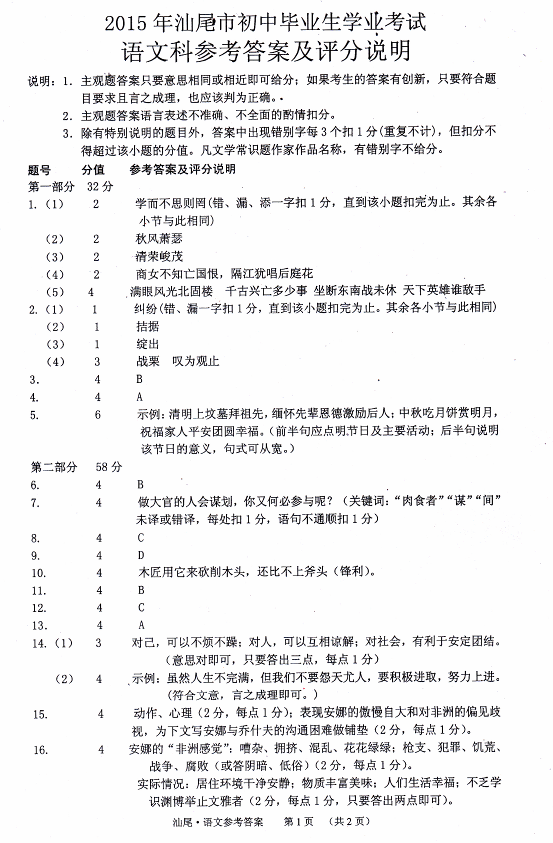 2015年汕尾市初中毕业生学业考试
语文科参考答案及评分说明
说明：1．主观题答案只要意思相同或相近即可给分；如果考生的答案有创新，只要符合题
目要求且言之成理，也应该判为正确。
2．主观题答案语言表述不准确、不全面的酌情扣分。
3．除有特别说明的题目外，答案中出现错别字每3个扣1分(重复不计)，但扣分不
得超过该小题的分值。凡文学常识题作家作品名称，有错别字不给分。
题号 分值 参考答案及评分说明
第一部分 32分
1.（1） 2 学而不思则罔(错、漏、添一字扣1分，直到该小题扣完为止。其余各
小节与此相同)
（2） 2 秋风萧瑟
（3） 2 清荣峻茂
（4） 2 商女不知亡国恨，隔江犹唱后庭花
（5） 4 满眼风光北固楼 千古兴亡多少事 坐断东南战未休 天下英雄谁敌手
2.（1） 1 纠纷(错、漏一字扣1分，直到该小题扣完为止。其余各小节与此相同)
（2） 1 拮据
（3） 1 绽出
（4） 3 战栗 叹为观止
3． 4 B
4. 4 A
5. 6 示例：清明上坟墓拜祖先，缅怀先辈恩德激励后人；中秋吃月饼赏明月，
祝福家人平安团圆幸福。（前半句应点明节日及主要活动；后半句说明
该节日的意义，句式可从宽。）
第二部分 58分
6. 4 B
7. 4 做大官的人会谋划，你又何必参与呢？（关键词：“肉食者”“谋”“间”
未译或错译，每处扣1分，语句不通顺扣1分）
8. 4 C
9. 4 D
10. 4 木匠用它来砍削木头，还比不上斧头（锋利）。
11. 4 B
12. 4 C
13. 4 A
14.（1） 3 对己，可以不烦不躁；对人，可以互相谅解；对社会，有利于安定团结。
（意思对即可，只要答出三点，每点1分）
（2） 4 示例：虽然人生不完满，但我们不要怨天尤人，要积极进取，努力上进。
（符合文意，言之成理即可。）
15. 4 动作、心理（2分，每点1分）；表现安娜的傲慢自大和对非洲的偏见歧
视，为下文写安娜与乔什夫的沟通困难做铺垫（2分，每点1分）。
16. 4 安娜的“非洲感觉”：嘈杂、拥挤、混乱、花花绿绿；枪支、犯罪、饥荒、
战争、腐败（或答阴暗、低俗）（2分，每点1分）。
实际情况：居住环境干净安静；物质丰富美味；人们生活幸福；不乏学
识渊博举止文雅者（2分，每点1分，只要答出两点即可）。
汕尾·语文参考答案 第1页 （共2页）